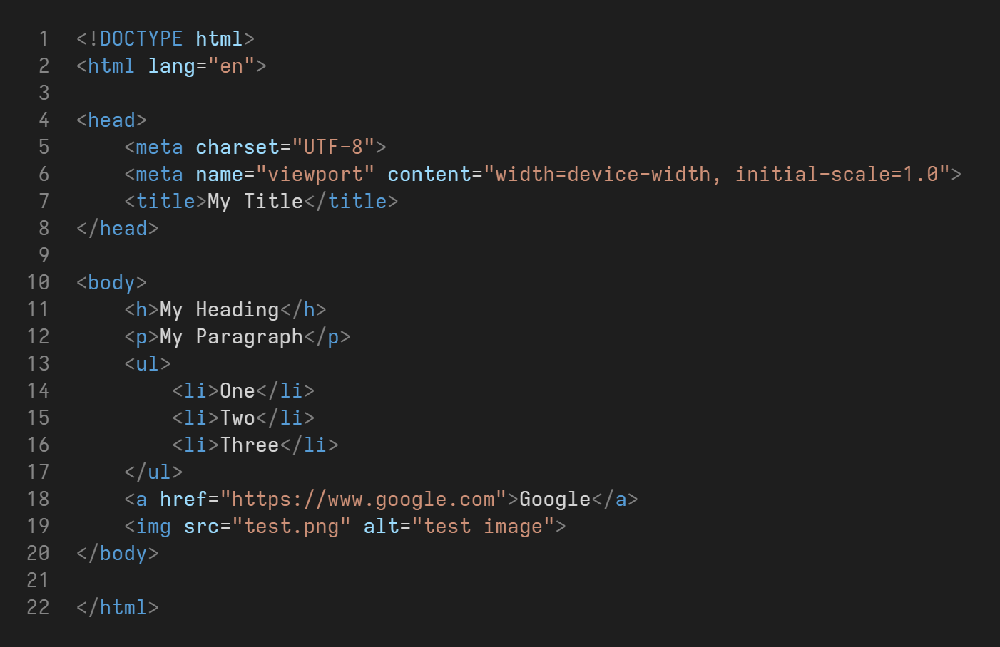 1 <!DOCTYPE html>
2 <html lang="en">
3
4 <head>
5     <meta charset="UTF-8">
6     <meta name="viewport" content="width=device-width, initial-scale=1.0">
7     <title>My Title</title>
8 </head>
9
10 <body>
11     <h>My Heading</h>
12     <p>My Paragraph</p>
13     <ul>
14         <li>One</li>
15         <li>Two</li>
16         <li>Three</li>
17     </ul>
18     <a href="https://www.google.com">Google</a>
19     <img src="test.png" alt="test image">
20 </body>
21
22 </html>